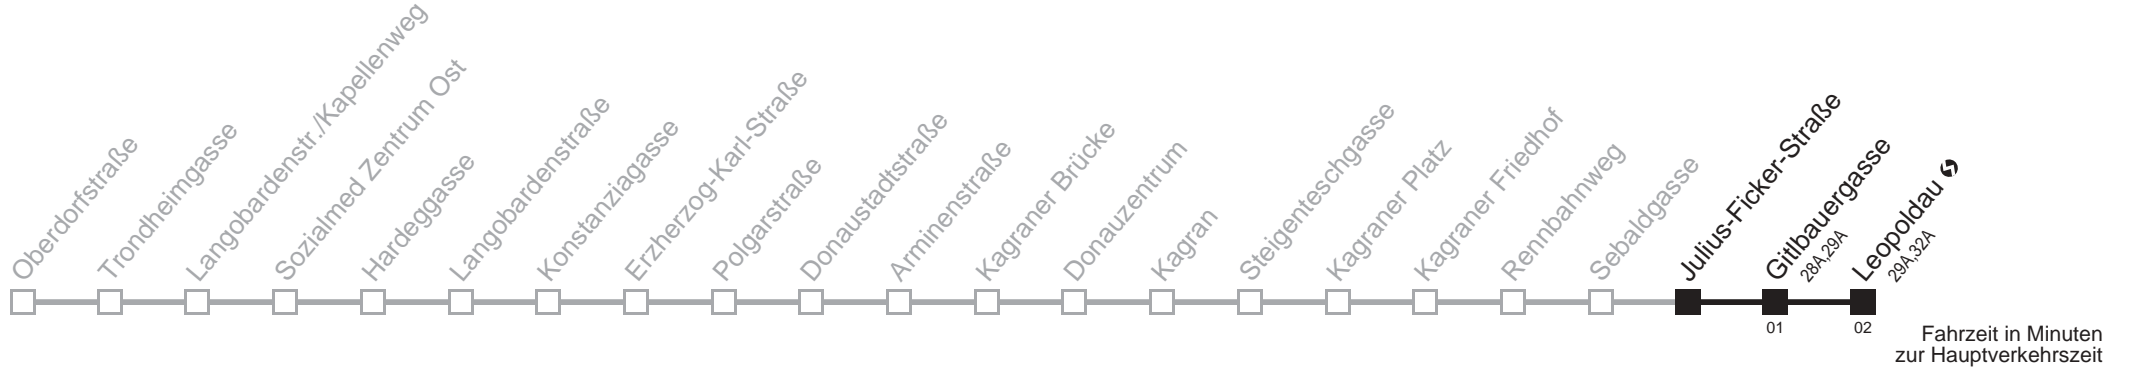 Oberdorfstraße
Trondheimgasse
Langobardenstr./Kapellenweg
Sozialmed Zentrum Ost
Hardeggasse
Langobardenstraße
Konstanziagasse
Erzherzog-Karl-Straße
Polgarstraße
Donaustadtstraße
Arminenstraße
Kagraner Brücke
Donauzentrum
Kagran
Steigenteschgasse
Kagraner Platz
Kagraner Friedhof
Rennbahnweg
Sebaldgasse
Julius-Ficker-Straße
Gitlbauergasse
28A,29A
Leopoldau
29A,32A
01
02
Fahrzeit in Minuten
zur Hauptverkehrszeit